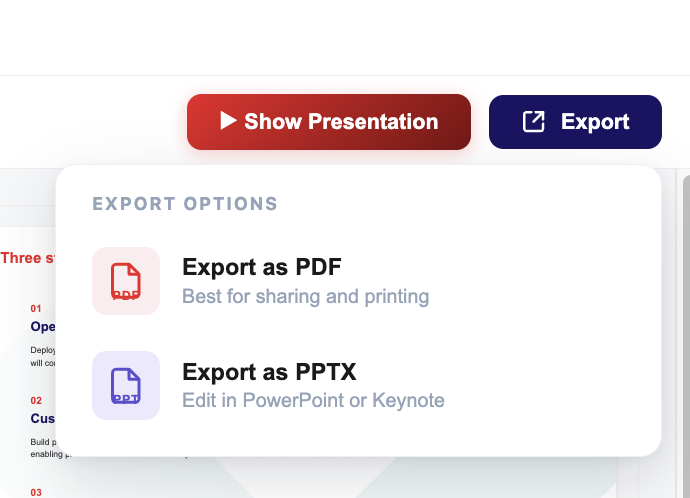 Show Presentation
Export
EXPORT OPTIONS
Three s
PDF
Export as PDF
Best for sharing and printing
01
Ope
Deploy
will co
PPT
Export as PPTX
Edit in PowerPoint or Keynote
02
Cus
Build p
enabling p
03